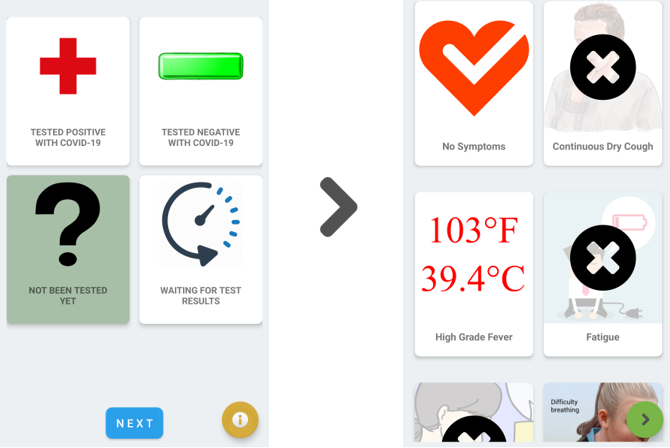 TESTED POSITIVE
WITH COVID-19
TESTED NEGATIVE
WITH COVID-19
NOT BEEN TESTED
YET
WAITING FOR TEST
RESULTS
NEXT
No Symptoms
Continuous Dry Cough
103°F
39.4°C
High Grade Fever
Fatigue
Difficulty
breathing